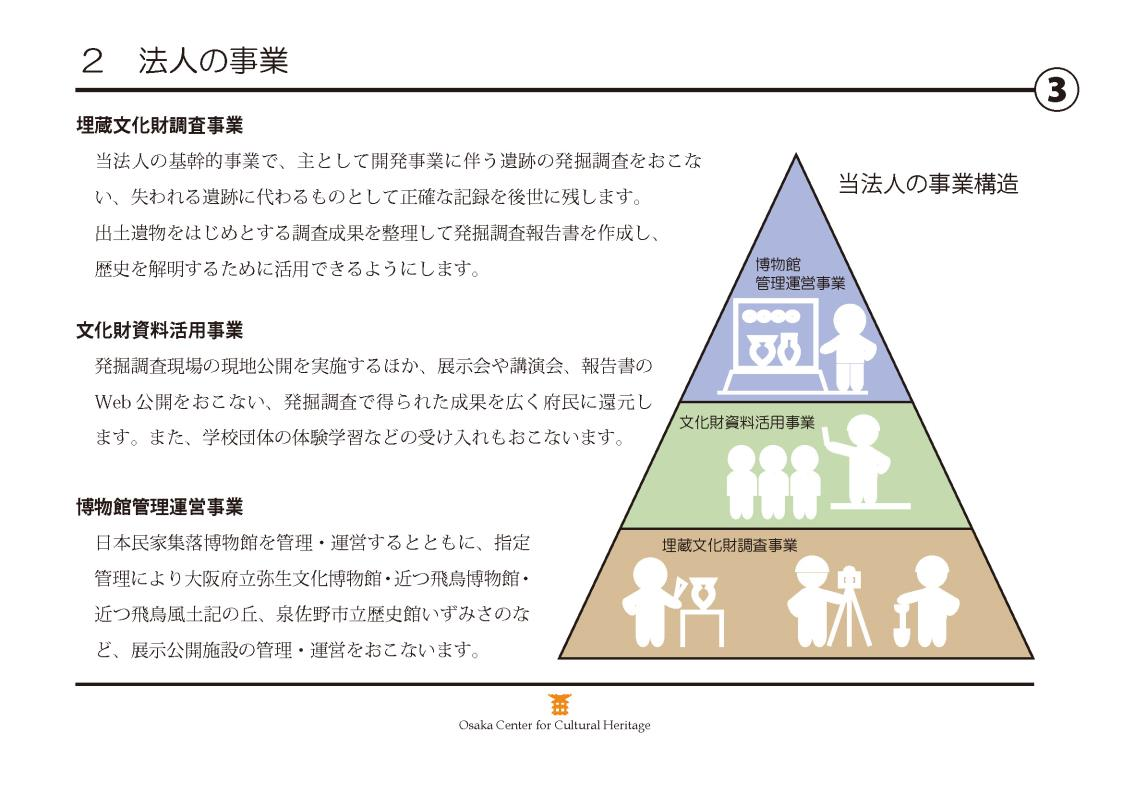 ２　法人の事業
3
埋蔵文化財調査事業
当法人の基幹的事業で、主として開発事業に伴う遺跡の発掘調査をおこな
い、失われる遺跡に代わるものとして正確な記録を後世に残します。
出土遺物をはじめとする調査成果を整理して発掘調査報告書を作成し、
歴史を解明するために活用できるようにします。
文化財資料活用事業
発掘調査現場の現地公開を実施するほか、展示会や講演会、報告書の
Web 公開をおこない、発掘調査で得られた成果を広く府民に還元し
ます。また、学校団体の体験学習などの受け入れもおこないます。
博物館管理運営事業
日本民家集落博物館を管理・運営するとともに、指定
管理により大阪府立弥生文化博物館・近つ飛鳥博物館・
近つ飛鳥風土記の丘、泉佐野市立歴史館いずみさのな
ど、展示公開施設の管理・運営をおこないます。
当法人の事業構造
博物館
管理運営事業
文化財資料活用事業
埋蔵文化財調査事業
Osaka Center for Cultural Heritage